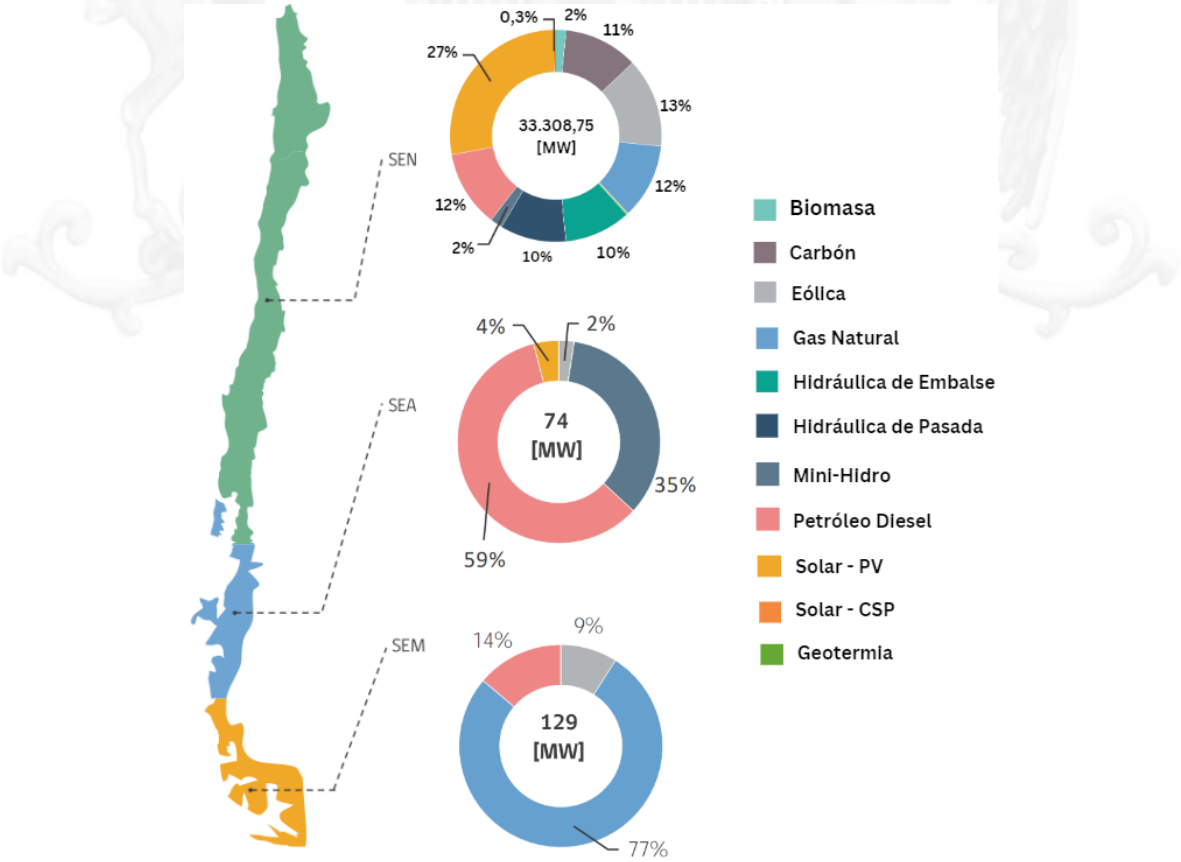 0,3%
2%
11%
27%
13%
33.308,75
[MW]
SEN
12%
12%
2%
10%
10%
4%
2%
SEA
74
[MW]
35%
59%
SEM
14%
9%
129
[MW]
77%
Biomasa
Carbón
Eólica
Gas Natural
Hidráulica de Embalse
Hidráulica de Pasada
Mini-Hidro
Petróleo Diesel
Solar - PV
Solar - CSP
Geotermia